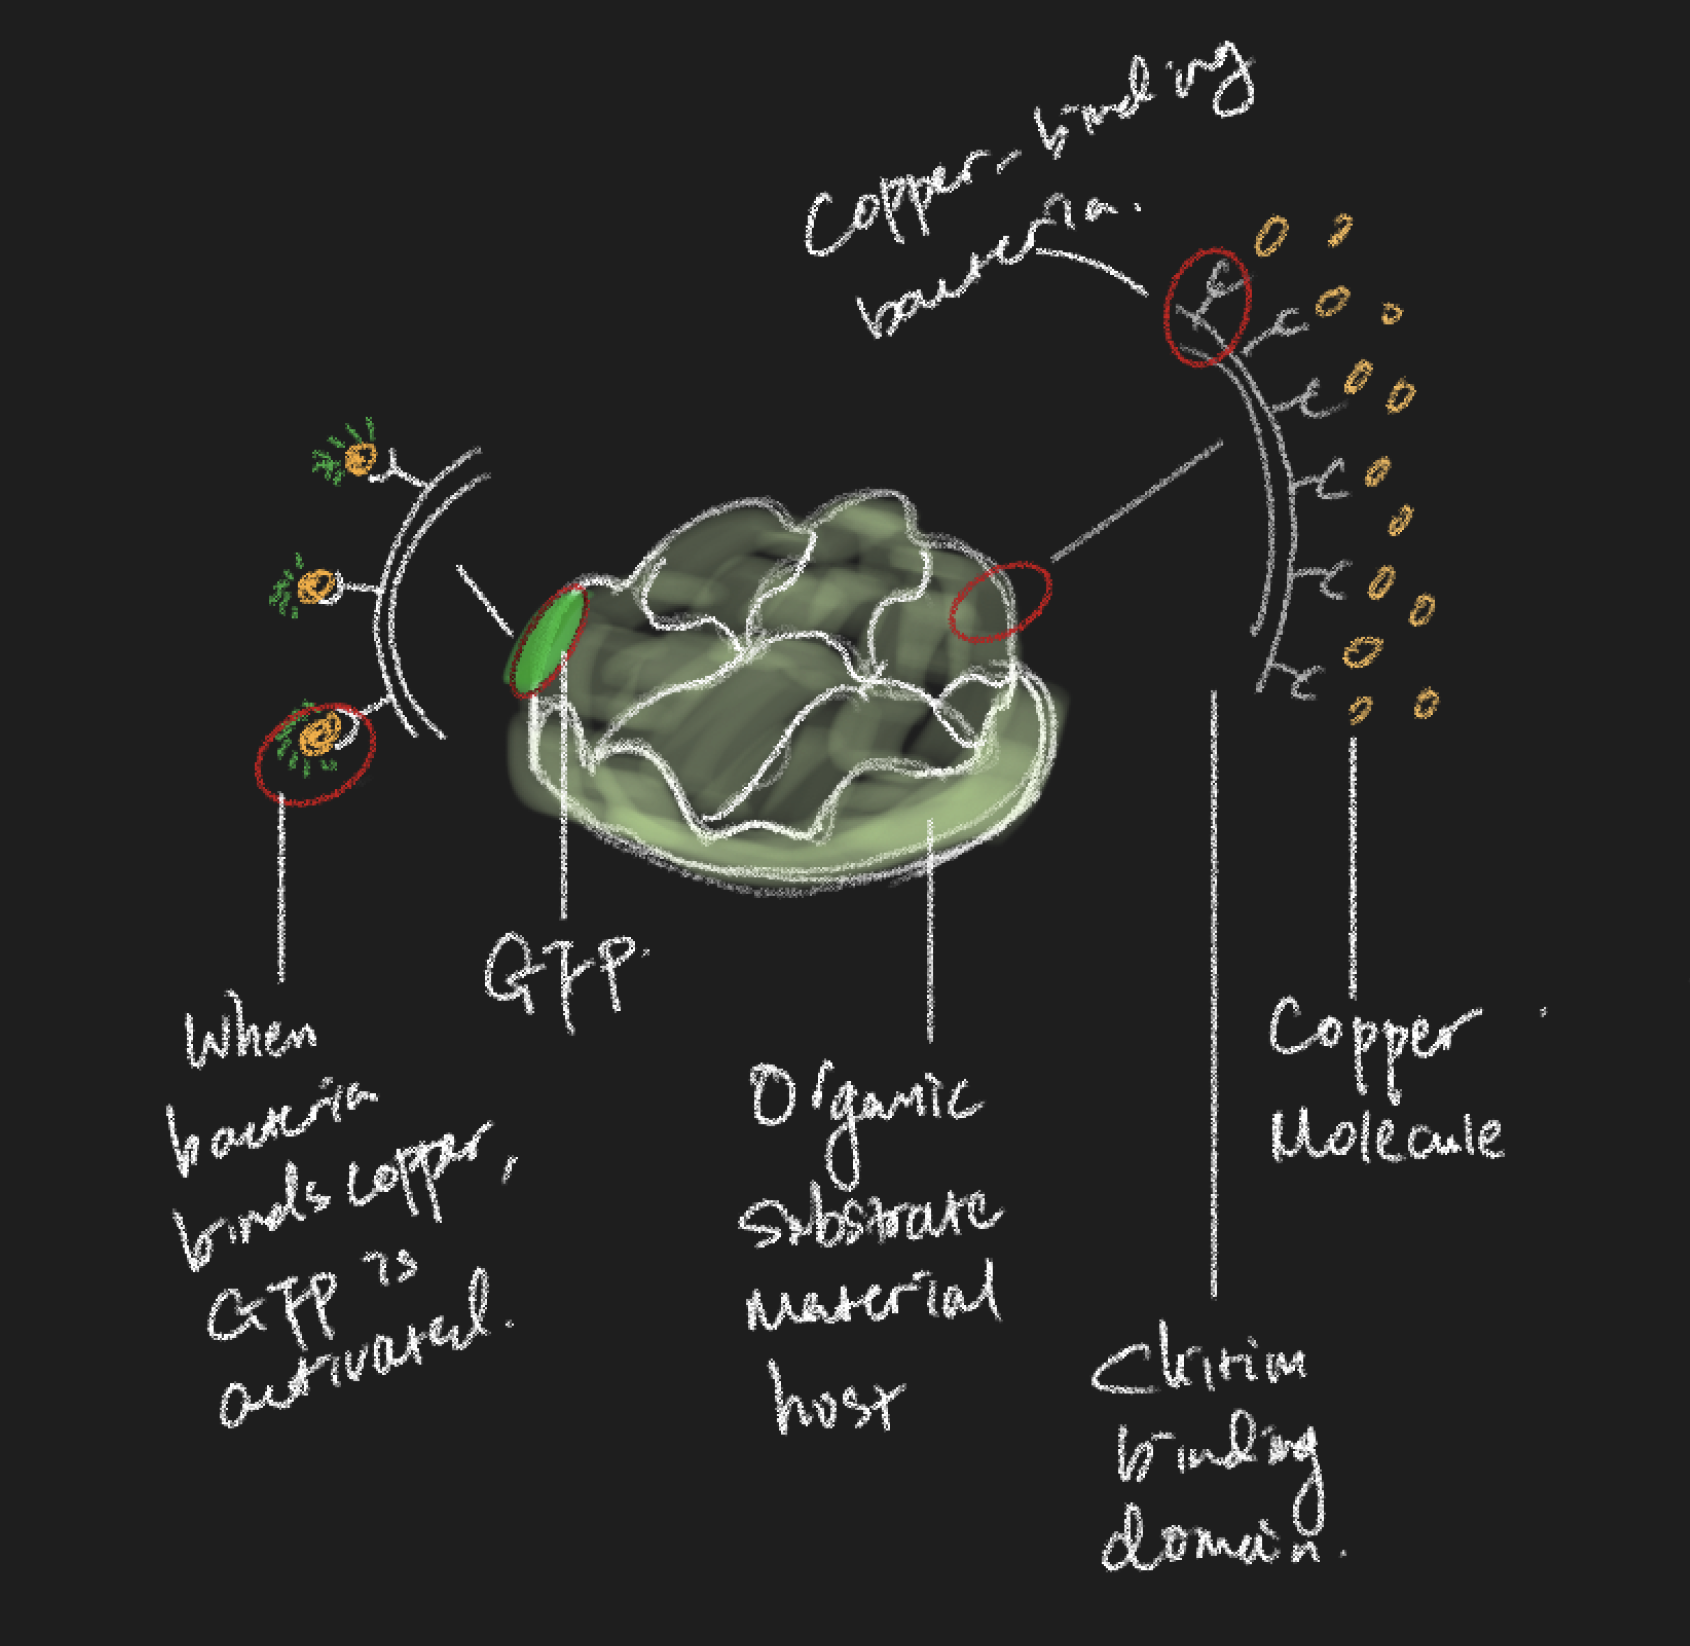 Copper-binding
bacteria.
GFP.
When
bacteria
binds copper,
GFP is
activated.
Organic
substrate
material
host
Copper
Molecule
Chitin
binding
domain.